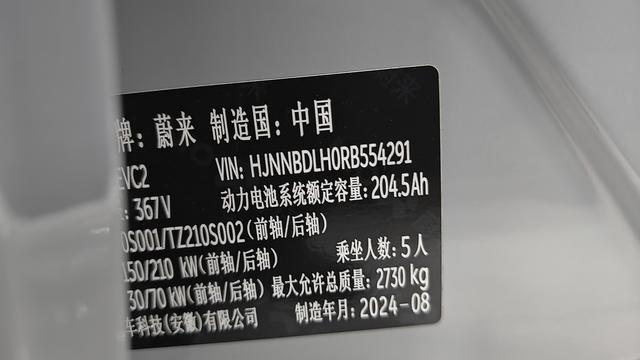 牌: 蔚来 制造国: 中国
EVC2 VIN: HJNNBDLH0RB554291
: 367V 动力电池系统额定容量: 204.5Ah
0S001/TZ210S002(前轴/后轴)
150/210 kW(前轴/后轴) 乘坐人数: 5人
30/70 kW(前轴/后轴) 最大允许总质量: 2730 kg
车科技(安徽)有限公司 制造年月: 2024-08